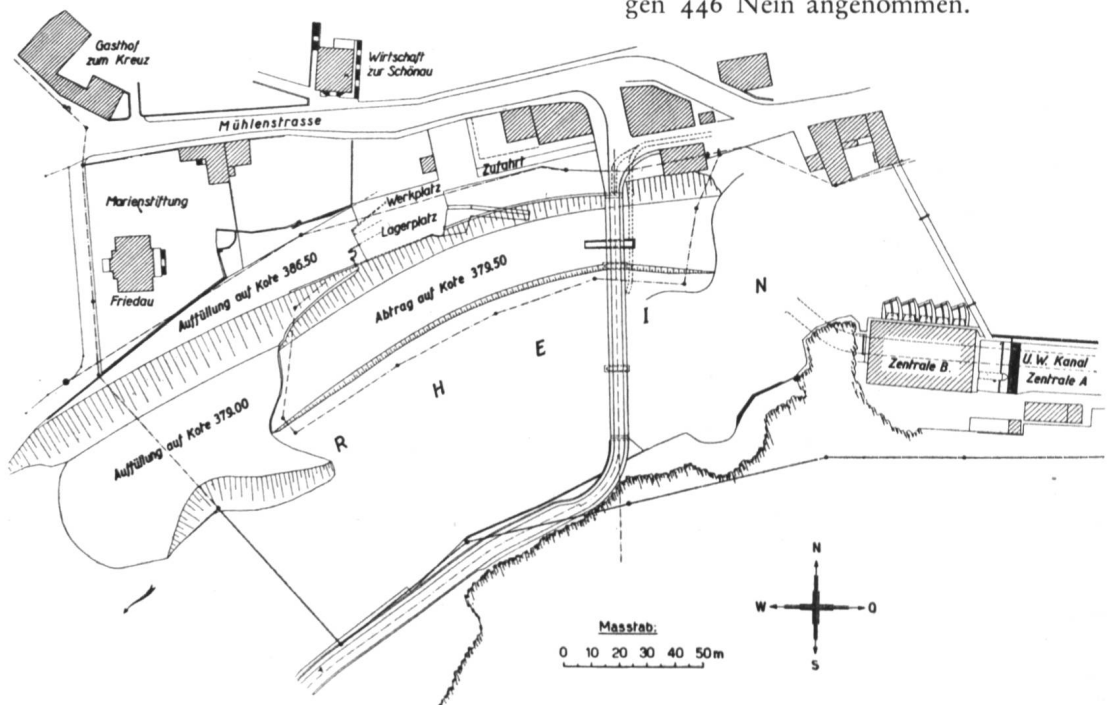 gen 446 Nein angenommen.
Gasthof
zum Kreuz
Wirtschaft
zur Schönau
Mühlenstrasse
Zufahrt
Werkplatz
Lagerplatz
Marienstiftung
Friedau
Auffüllung auf Kote 386.50
Abtrag auf Kote 379.50
Auffüllung auf Kote 379.00
R H E I N
Zentrale B.
U.W. Kanal
Zentrale A
N
W O
S
Masstab:
0 10 20 30 40 50m